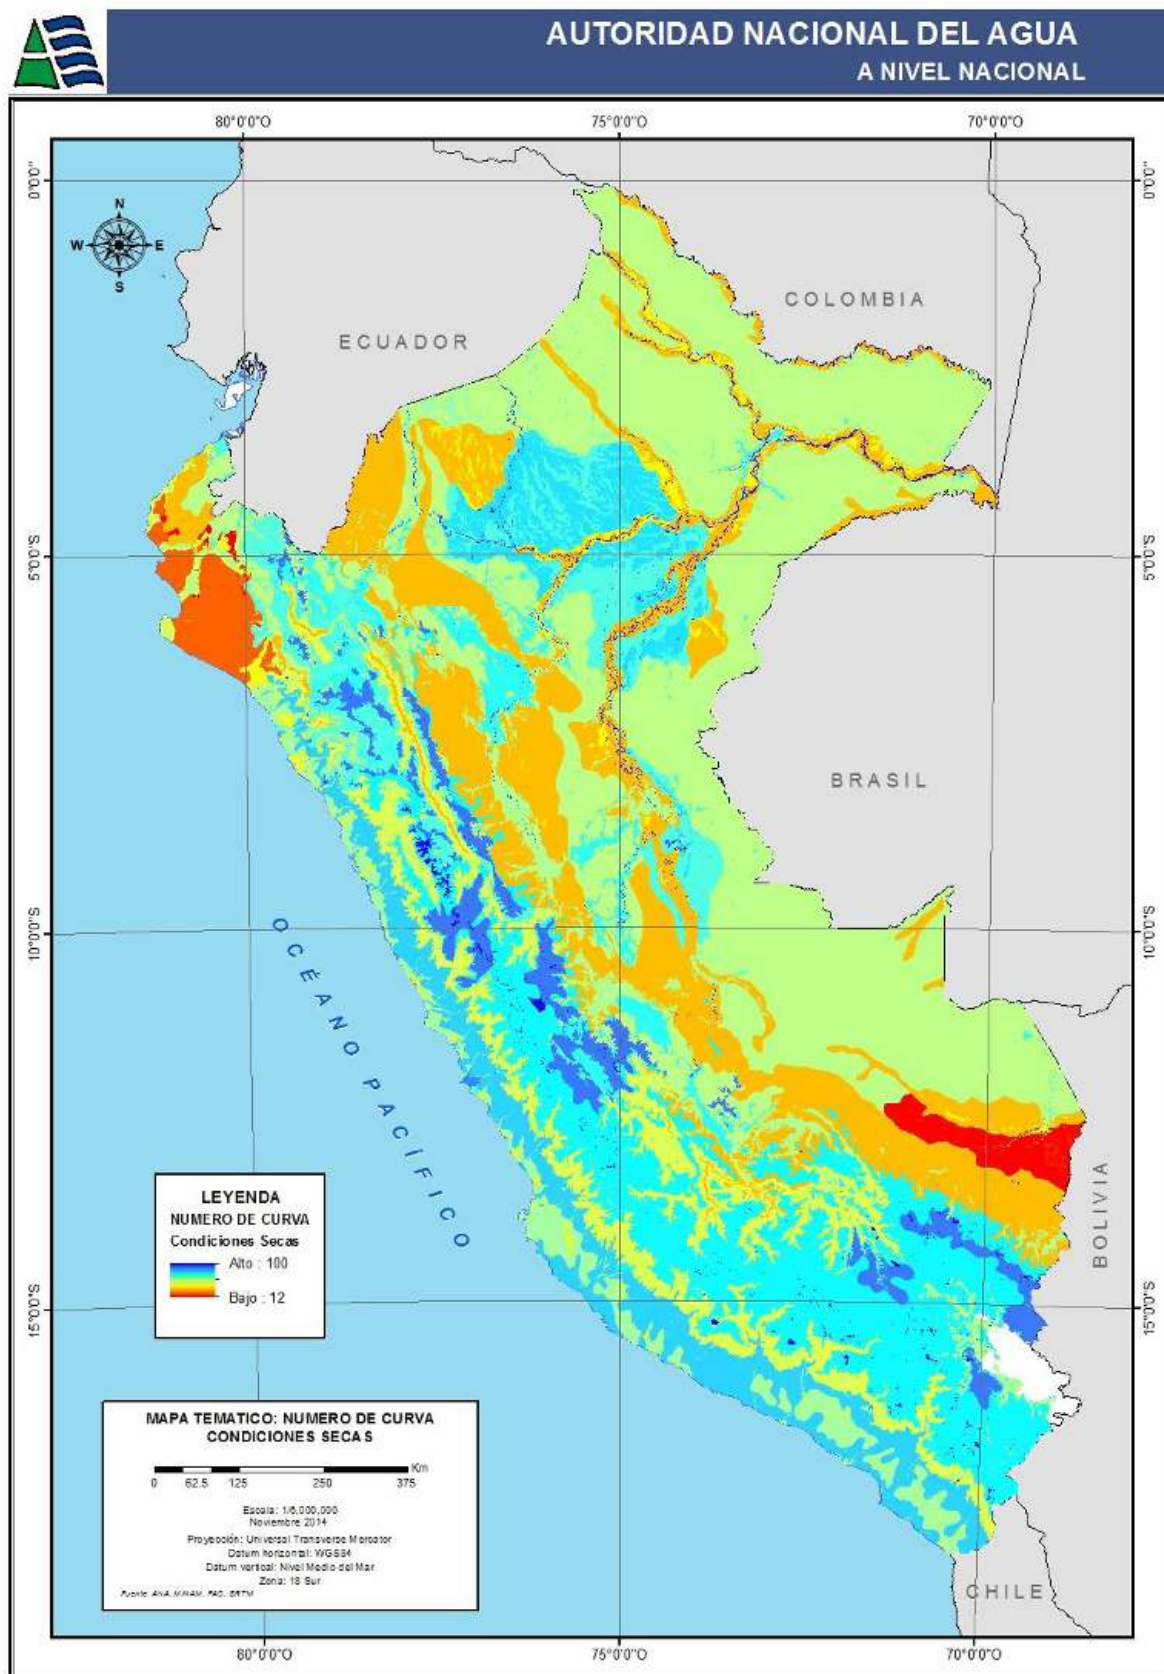 AUTORIDAD NACIONAL DEL AGUA
A NIVEL NACIONAL
80°0'0"O
75°0'0"O
70°0'0"O
0°0'0"
0°0'0"
N
W
E
S
COLOMBIA
ECUADOR
5°0'0"S
5°0'0"S
BRASIL
10°0'0"S
10°0'0"S
OCÉANO PACÍFICO
BOLIVIA
LEYENDA
NUMERO DE CURVA
Condiciones Secas
Alto : 100
Bajo : 12
15°0'0"S
15°0'0"S
MAPA TEMATICO: NUMERO DE CURVA
CONDICIONES SECAS
Km
0 62.5 125 250 375
Escala: 1/6,000,000
Noviembre 2014
Proyección: Universal Transverse Mercator
Datum horizontal: WGS84
Datum vertical: Nivel Medio del Mar
Zona: 18 Sur
Fuente: ANA, MINAM, FAO, SRTM
CHILE
80°0'0"O
75°0'0"O
70°0'0"O